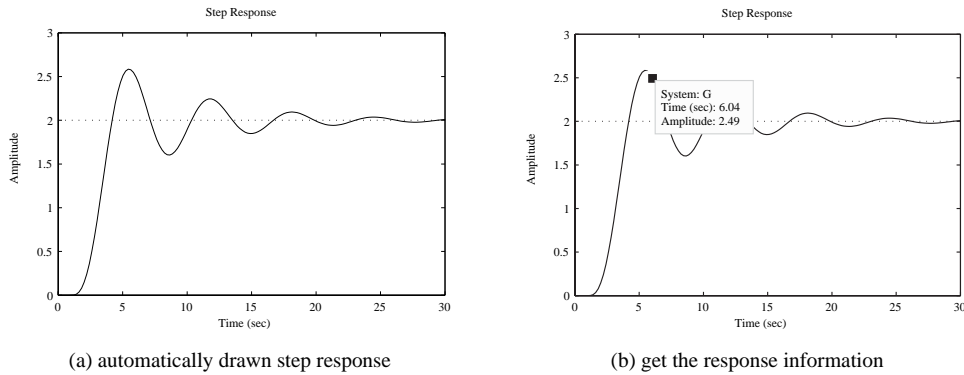 Step Response
3
2.5
2
1.5
1
0.5
0
0 5 10 15 20 25 30
Amplitude
Time (sec)
(a) automatically drawn step response
Step Response
3
2.5
2
1.5
1
0.5
0
0 5 10 15 20 25 30
Amplitude
Time (sec)
System: G
Time (sec): 6.04
Amplitude: 2.49
(b) get the response information